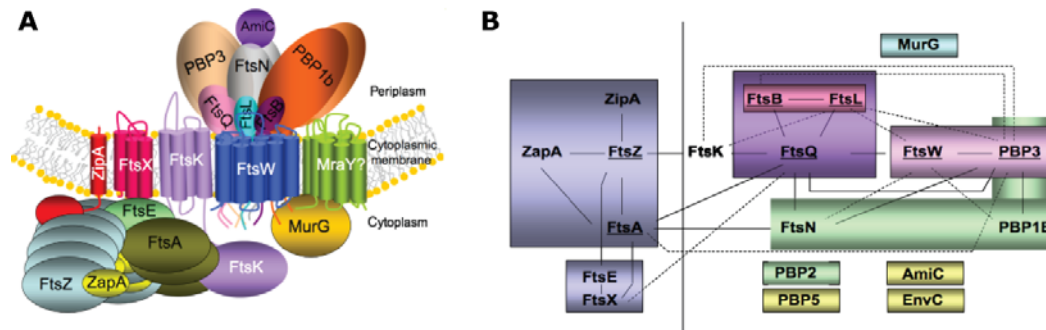 A
AmiC
PBP3
FtsN
PBP1b
FtsQ
FtsL
FtsB
Periplasm
ZipA
FtsX
FtsK
FtsW
MraY?
Cytoplasmic
membrane
FtsE
FtsA
MurG
Cytoplasm
FtsZ
ZapA
FtsK
B
MurG
ZipA
FtsB
FtsL
ZapA
FtsZ
FtsK
FtsQ
FtsW
PBP3
FtsA
FtsN
PBP1B
FtsE
FtsX
PBP2
AmiC
PBP5
EnvC